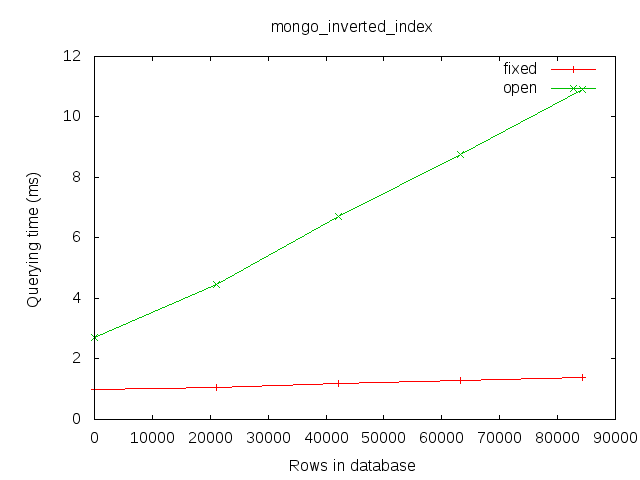 mongo_inverted_index
fixed
open
12
10
8
6
4
2
0
Querying time (ms)
0 10000 20000 30000 40000 50000 60000 70000 80000 90000
Rows in database